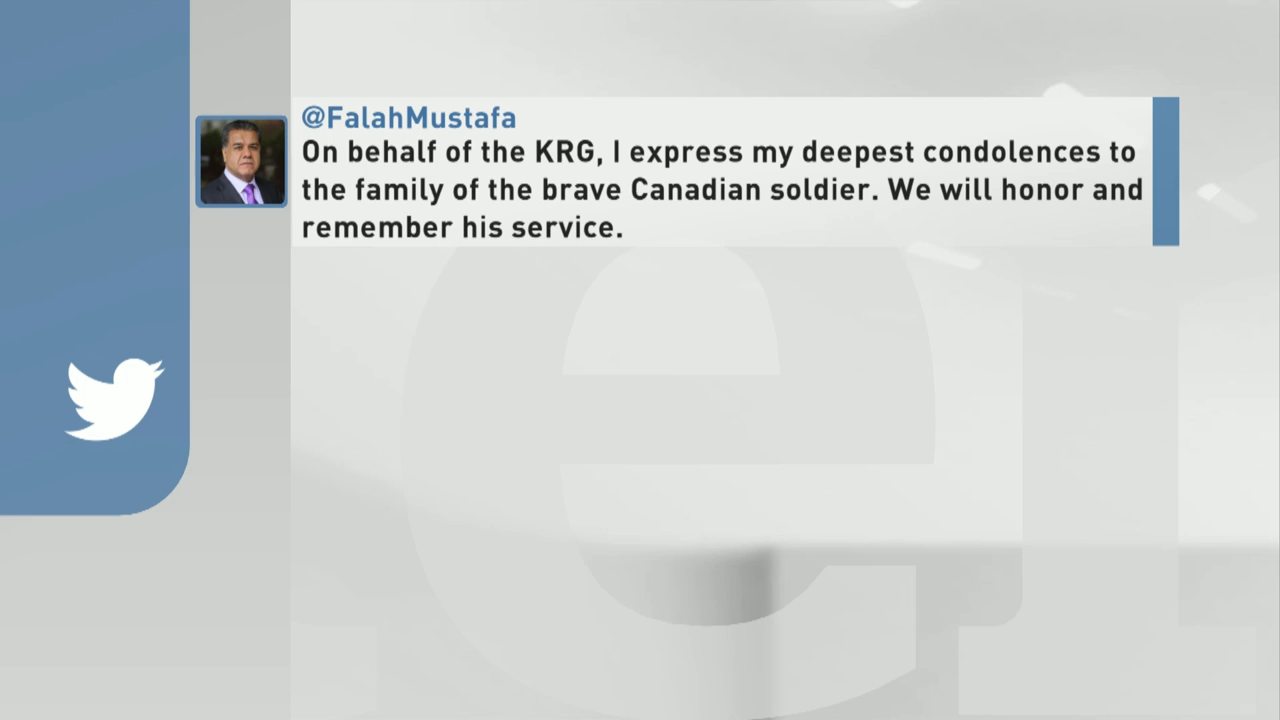 @FalahMustafa
On behalf of the KRG, I express my deepest condolences to
the family of the brave Canadian soldier. We will honor and
remember his service.